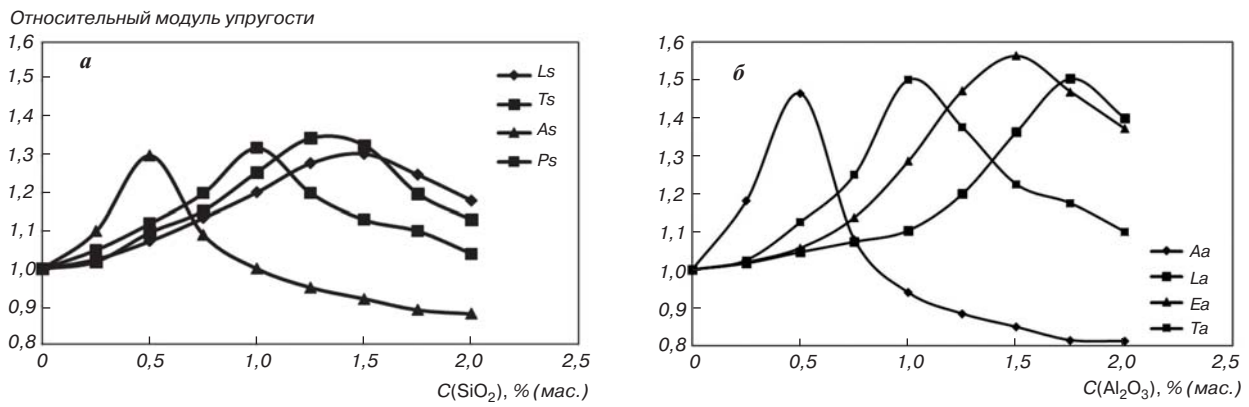 Относительный модуль упругости
1,6
1,5
1,4
1,3
1,2
1,1
1,0
0,9
0,8
0
0,5
1,0
1,5
2,0
2,5
а
Ls
Ts
As
Ps
C(SiO2), % (мас.)
1,6
1,5
1,4
1,3
1,2
1,1
1,0
0,9
0,8
0
0,5
1,0
1,5
2,0
2,5
б
Aa
La
Ea
Ta
C(Al2O3), % (мас.)